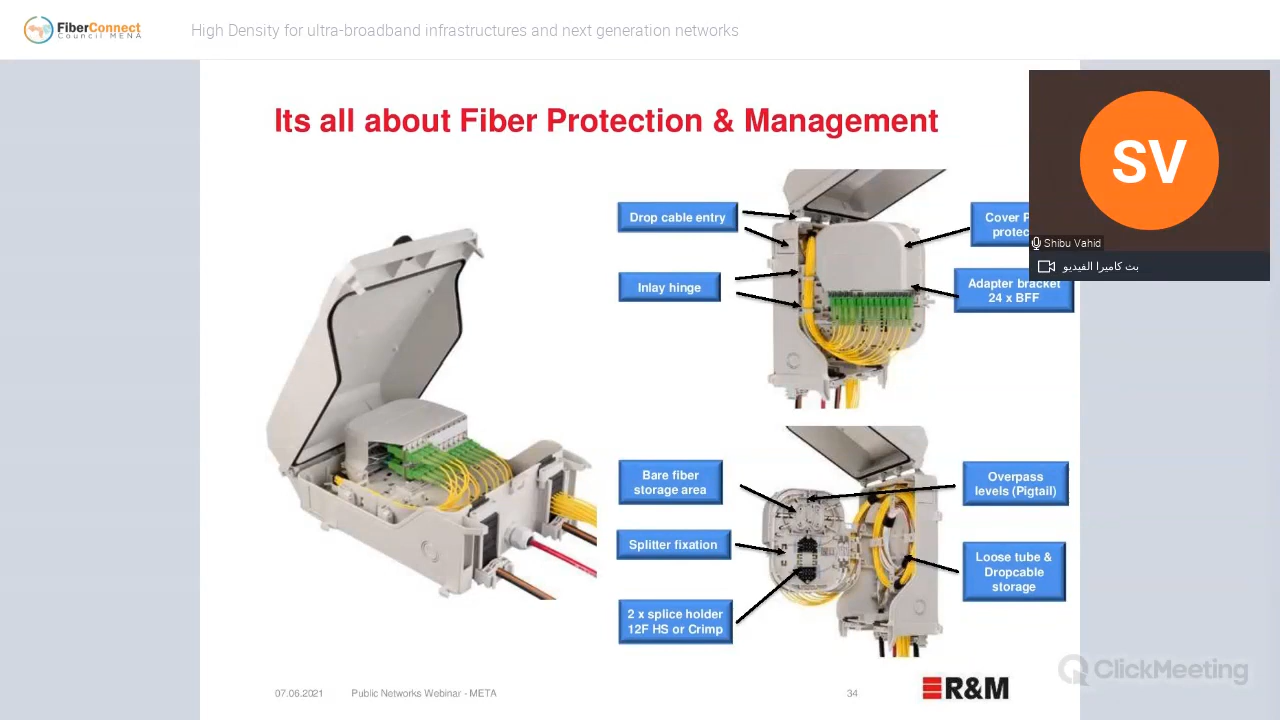 FiberConnect
Council MENA
High Density for ultra-broadband infrastructures and next generation networks
Its all about Fiber Protection & Management
SV
Shibu Vahid
بث كاميرا الفيديو
Drop cable entry
Cover
Inlay hinge
Adapter bracket
24 x BFF
Bare fiber
storage area
Overpass
levels (Pigtail)
Splitter fixation
Loose tube &
Dropcable
storage
2 x splice holder
12F HS or Crimp
07.06.2021
Public Networks Webinar - META
34
R&M
ClickMeeting